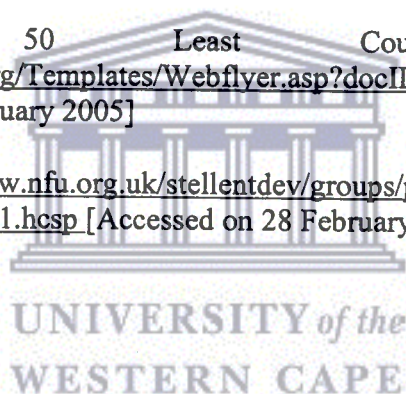 50 Least Cou
g/Templates/Webflyer.asp?docII
uary 2005]
w.nfu.org.uk/stellentdev/groups/p
1.hcsp [Accessed on 28 February
UNIVERSITY of the
WESTERN CAPE